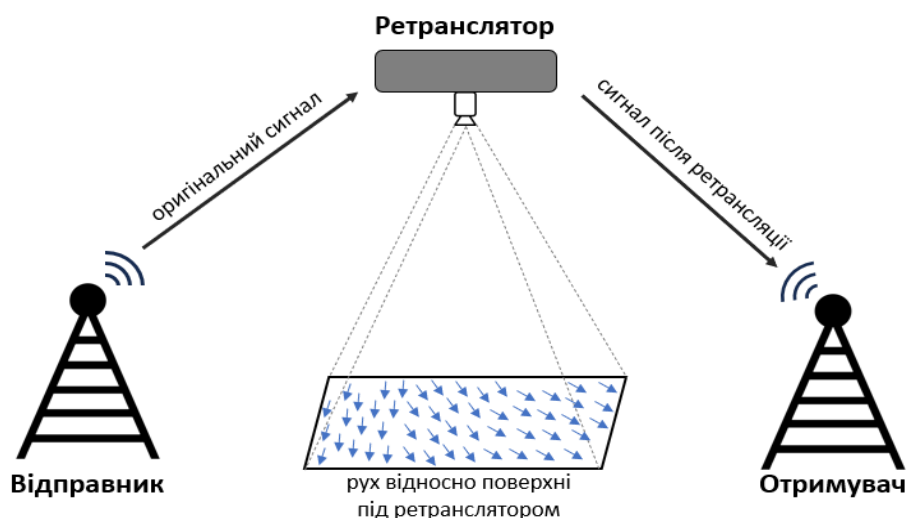 Ретранслятор
оригінальний сигнал
сигнал після ретрансляції
Відправник
рух відносно поверхні
під ретранслятором
Отримувач